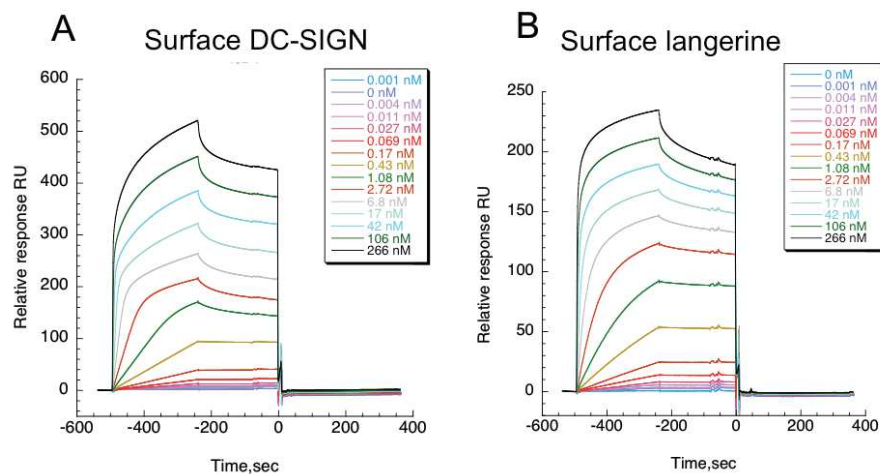 A
Surface DC-SIGN
600
500
400
300
200
100
0
Relative response RU
-600 -400 -200 0 200 400
Time,sec
0.001 nM
0 nM
0.004 nM
0.011 nM
0.027 nM
0.069 nM
0.17 nM
0.43 nM
1.08 nM
2.72 nM
6.8 nM
17 nM
42 nM
106 nM
266 nM
B
Surface langerine
250
200
150
100
50
0
Relative response RU
-600 -400 -200 0 200 400
Time,sec
0 nM
0.001 nM
0.004 nM
0.011 nM
0.027 nM
0.069 nM
0.17 nM
0.43 nM
1.08 nM
2.72 nM
6.8 nM
17 nM
42 nM
106 nM
266 nM